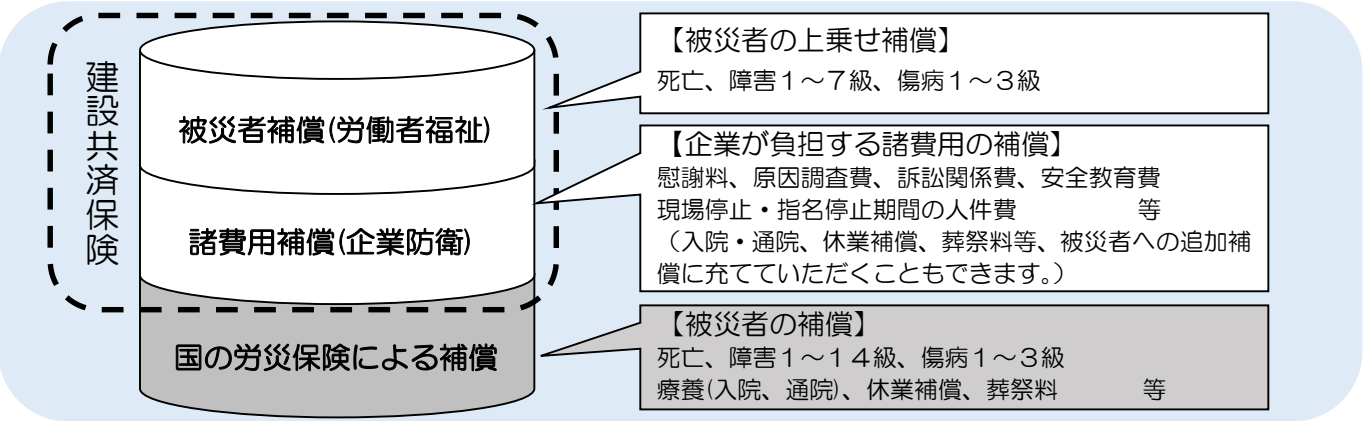 建設共済保険
被災者補償(労働者福祉)
諸費用補償(企業防衛)
国の労災保険による補償
【被災者の上乗せ補償】
死亡、障害１～７級、傷病１～３級
【企業が負担する諸費用の補償】
慰謝料、原因調査費、訴訟関係費、安全教育費
現場停止・指名停止期間の人件費　　　　　　等
（入院・通院、休業補償、葬祭料等、被災者への追加補
償に充てていただくこともできます。）
【被災者の補償】
死亡、障害１～１４級、傷病１～３級
療養(入院、通院)、休業補償、葬祭料　　　　　等